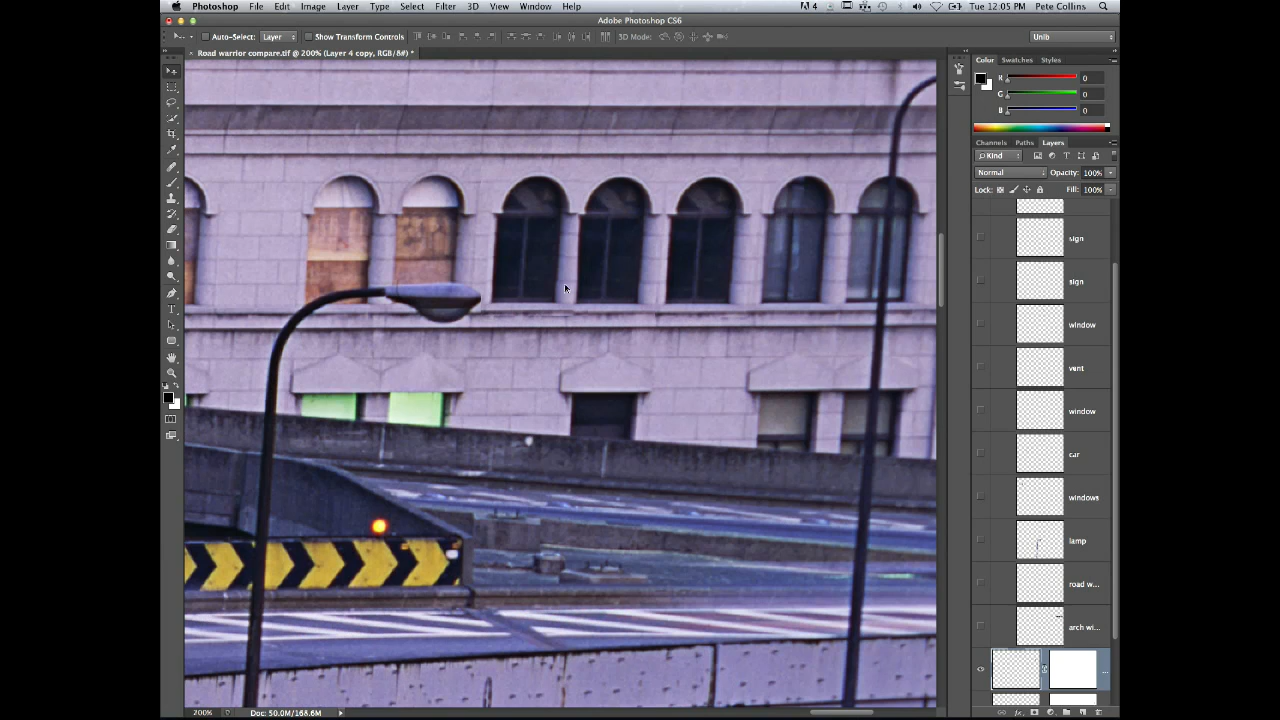 Photoshop File Edit Image Layer Type Select Filter 3D View Window Help 4 Tue 12:05 PM Pete Collins
Adobe Photoshop CS6
Auto-Select: Layer Show Transform Controls 3D Mode: Unib
Road warrior compare.tif @ 200% (Layer 4 copy, RGB/8#) *
Color Swatches Styles
R 0
G 0
B 0
Channels Paths Layers
Kind
Normal Opacity: 100%
Lock: Fill: 100%
sign
sign
window
vent
window
car
windows
lamp
road w...
arch wi...
200% Doc: 50.0M/168.6M